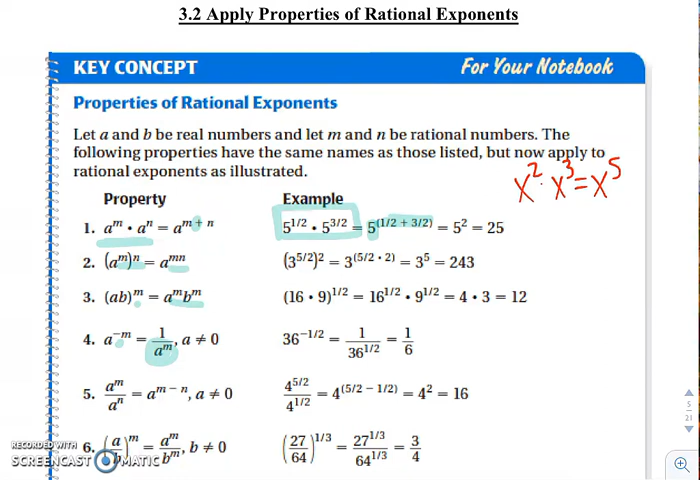 3.2 Apply Properties of Rational Exponents
KEY CONCEPT For Your Notebook
Properties of Rational Exponents
Let a and b be real numbers and let m and n be rational numbers. The
following properties have the same names as those listed, but now apply to
rational exponents as illustrated.
x² · x³ = x⁵
Property Example
1. aᵐ • aⁿ = aᵐ ⁺ ⁿ 5^1/2 • 5^3/2 = 5^(1/2 + 3/2) = 5² = 25
2. (aᵐ)ⁿ = aᵐⁿ (3^5/2)² = 3^(5/2 • 2) = 3⁵ = 243
3. (ab)ᵐ = aᵐbᵐ (16 • 9)^1/2 = 16^1/2 • 9^1/2 = 4 • 3 = 12
4. a⁻ᵐ = 1/aᵐ, a ≠ 0 36^−1/2 = 1/36^1/2 = 1/6
5. aᵐ/aⁿ = aᵐ ⁻ ⁿ, a ≠ 0 4^5/2/4^1/2 = 4^(5/2 − 1/2) = 4² = 16
6. (a/b)ᵐ = aᵐ/bᵐ, b ≠ 0 (27/64)^1/3 = 27^1/3/64^1/3 = 3/4
RECORDED WITH
SCREENCAST MATIC
5
21